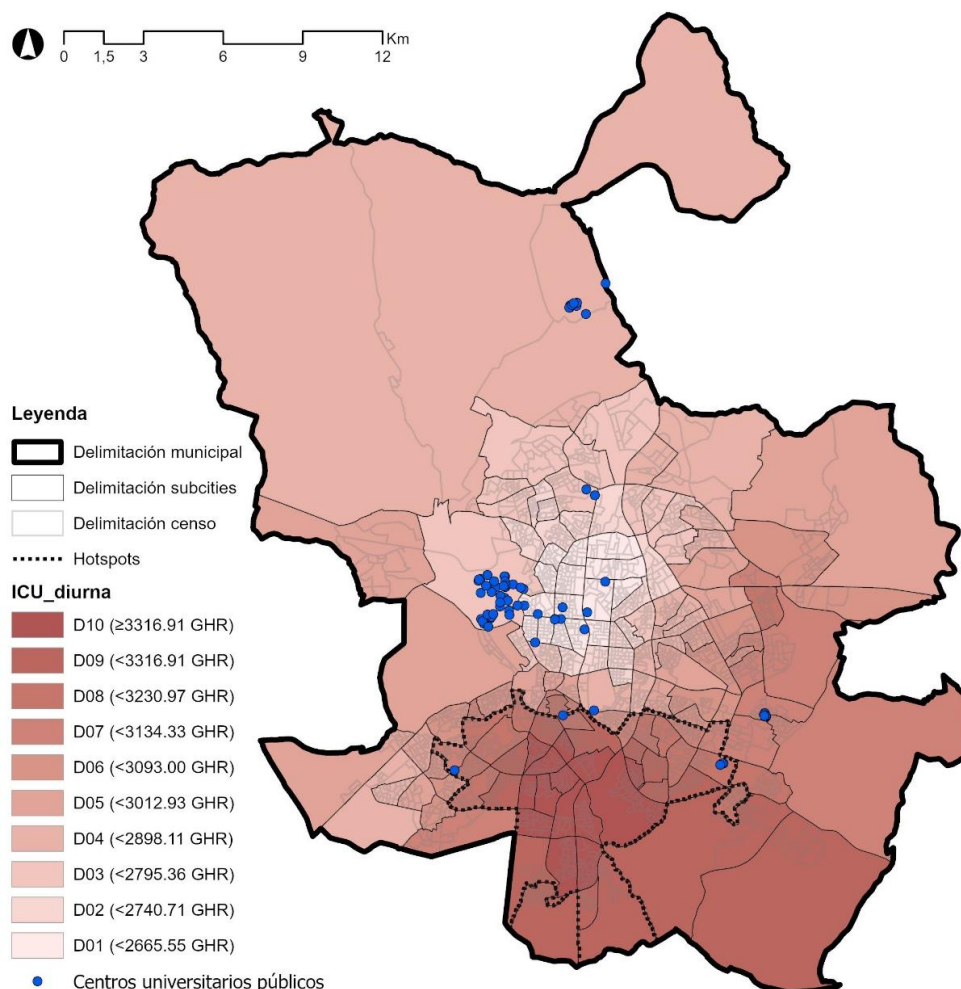 Km
0 1,5 3 6 9 12
Leyenda
Delimitación municipal
Delimitación subcities
Delimitación censo
Hotspots
ICU_diurna
D10 (≥3316.91 GHR)
D09 (<3316.91 GHR)
D08 (<3230.97 GHR)
D07 (<3134.33 GHR)
D06 (<3093.00 GHR)
D05 (<3012.93 GHR)
D04 (<2898.11 GHR)
D03 (<2795.36 GHR)
D02 (<2740.71 GHR)
D01 (<2665.55 GHR)
Centros universitarios públicos